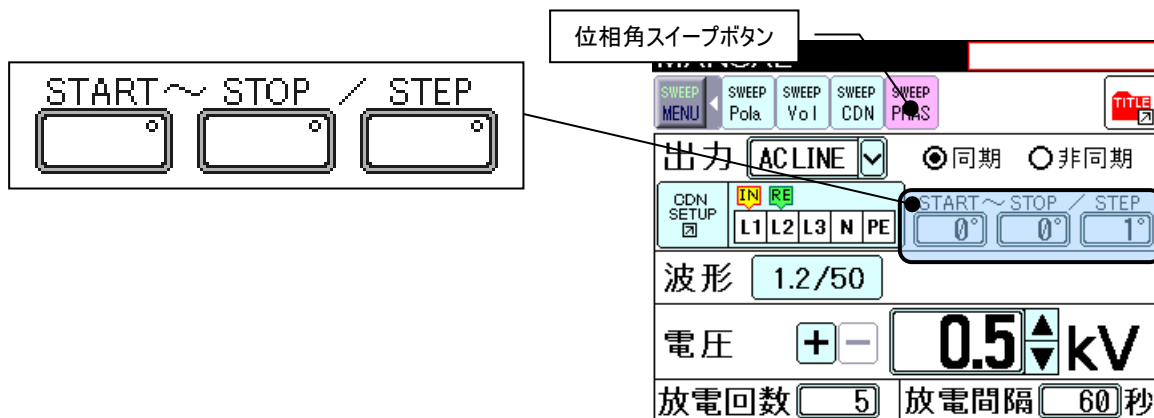 位相角スイープボタン
START～ STOP / STEP
° ° °
MANUAL
SWEEP MENU
SWEEP Pola
SWEEP Vol
SWEEP CDN
SWEEP PHAS
TITLE
出力 AC LINE 同期 非同期
CDN SETUP
IN RE
L1 L2 L3 N PE
START～ STOP / STEP
0° 0° 1°
波形 1.2/50
電圧 + − 0.5 kV
放電回数 5 放電間隔 60 秒